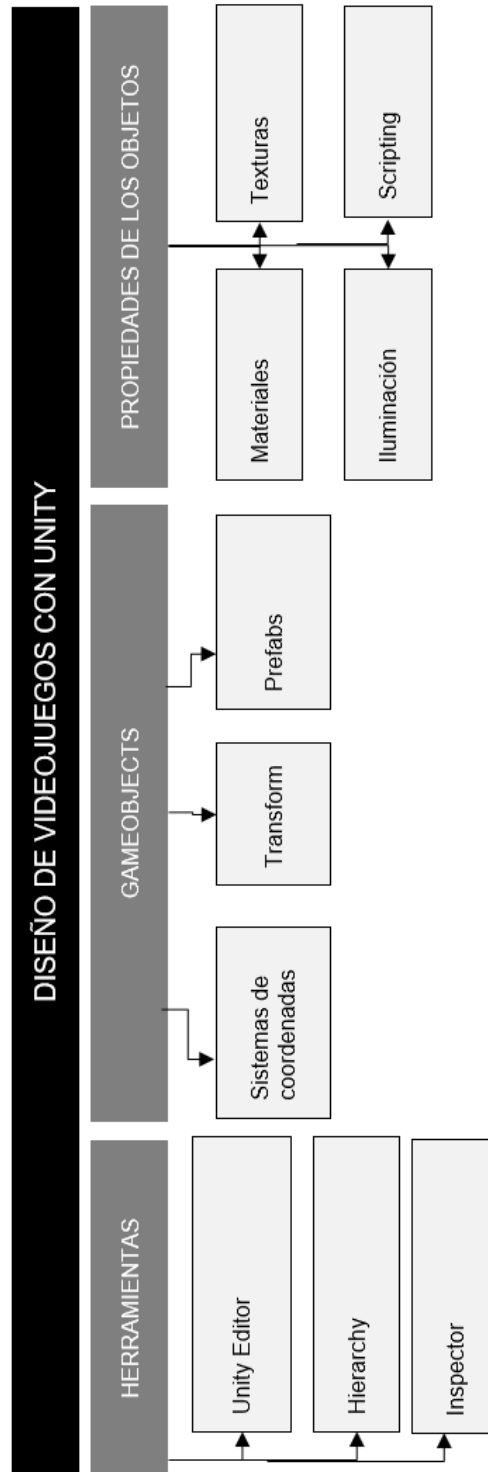 DISEÑO DE VIDEOJUEGOS CON UNITY
HERRAMIENTAS
Unity Editor
Hierarchy
Inspector
GAMEOBJECTS
Sistemas de
coordenadas
Transform
Prefabs
PROPIEDADES DE LOS OBJETOS
Materiales
Texturas
Iluminación
Scripting